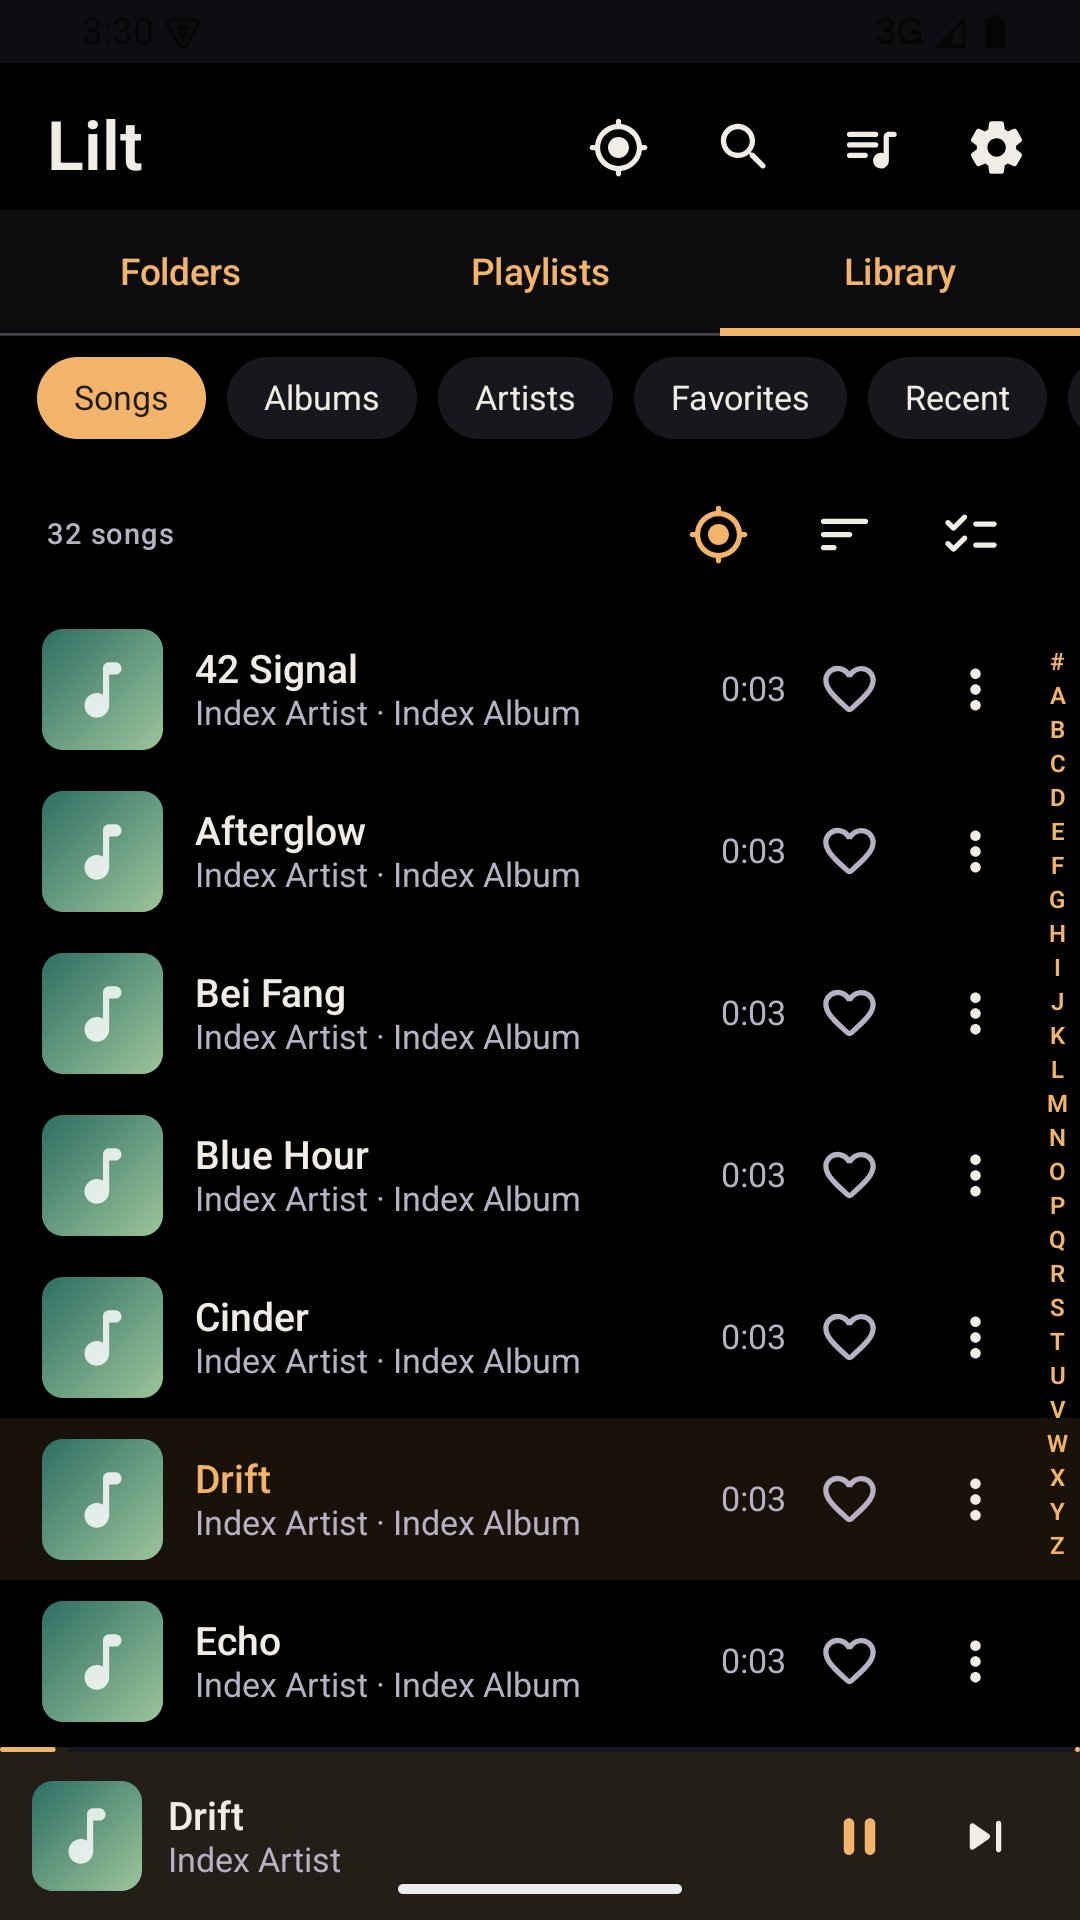 3:30 3G
Lilt
Folders Playlists Library
Songs Albums Artists Favorites Recent
32 songs
42 Signal
Index Artist · Index Album
0:03
Afterglow
Index Artist · Index Album
0:03
Bei Fang
Index Artist · Index Album
0:03
Blue Hour
Index Artist · Index Album
0:03
Cinder
Index Artist · Index Album
0:03
Drift
Index Artist · Index Album
0:03
Echo
Index Artist · Index Album
0:03
#
A
B
C
D
E
F
G
H
I
J
K
L
M
N
O
P
Q
R
S
T
U
V
W
X
Y
Z
Drift
Index Artist